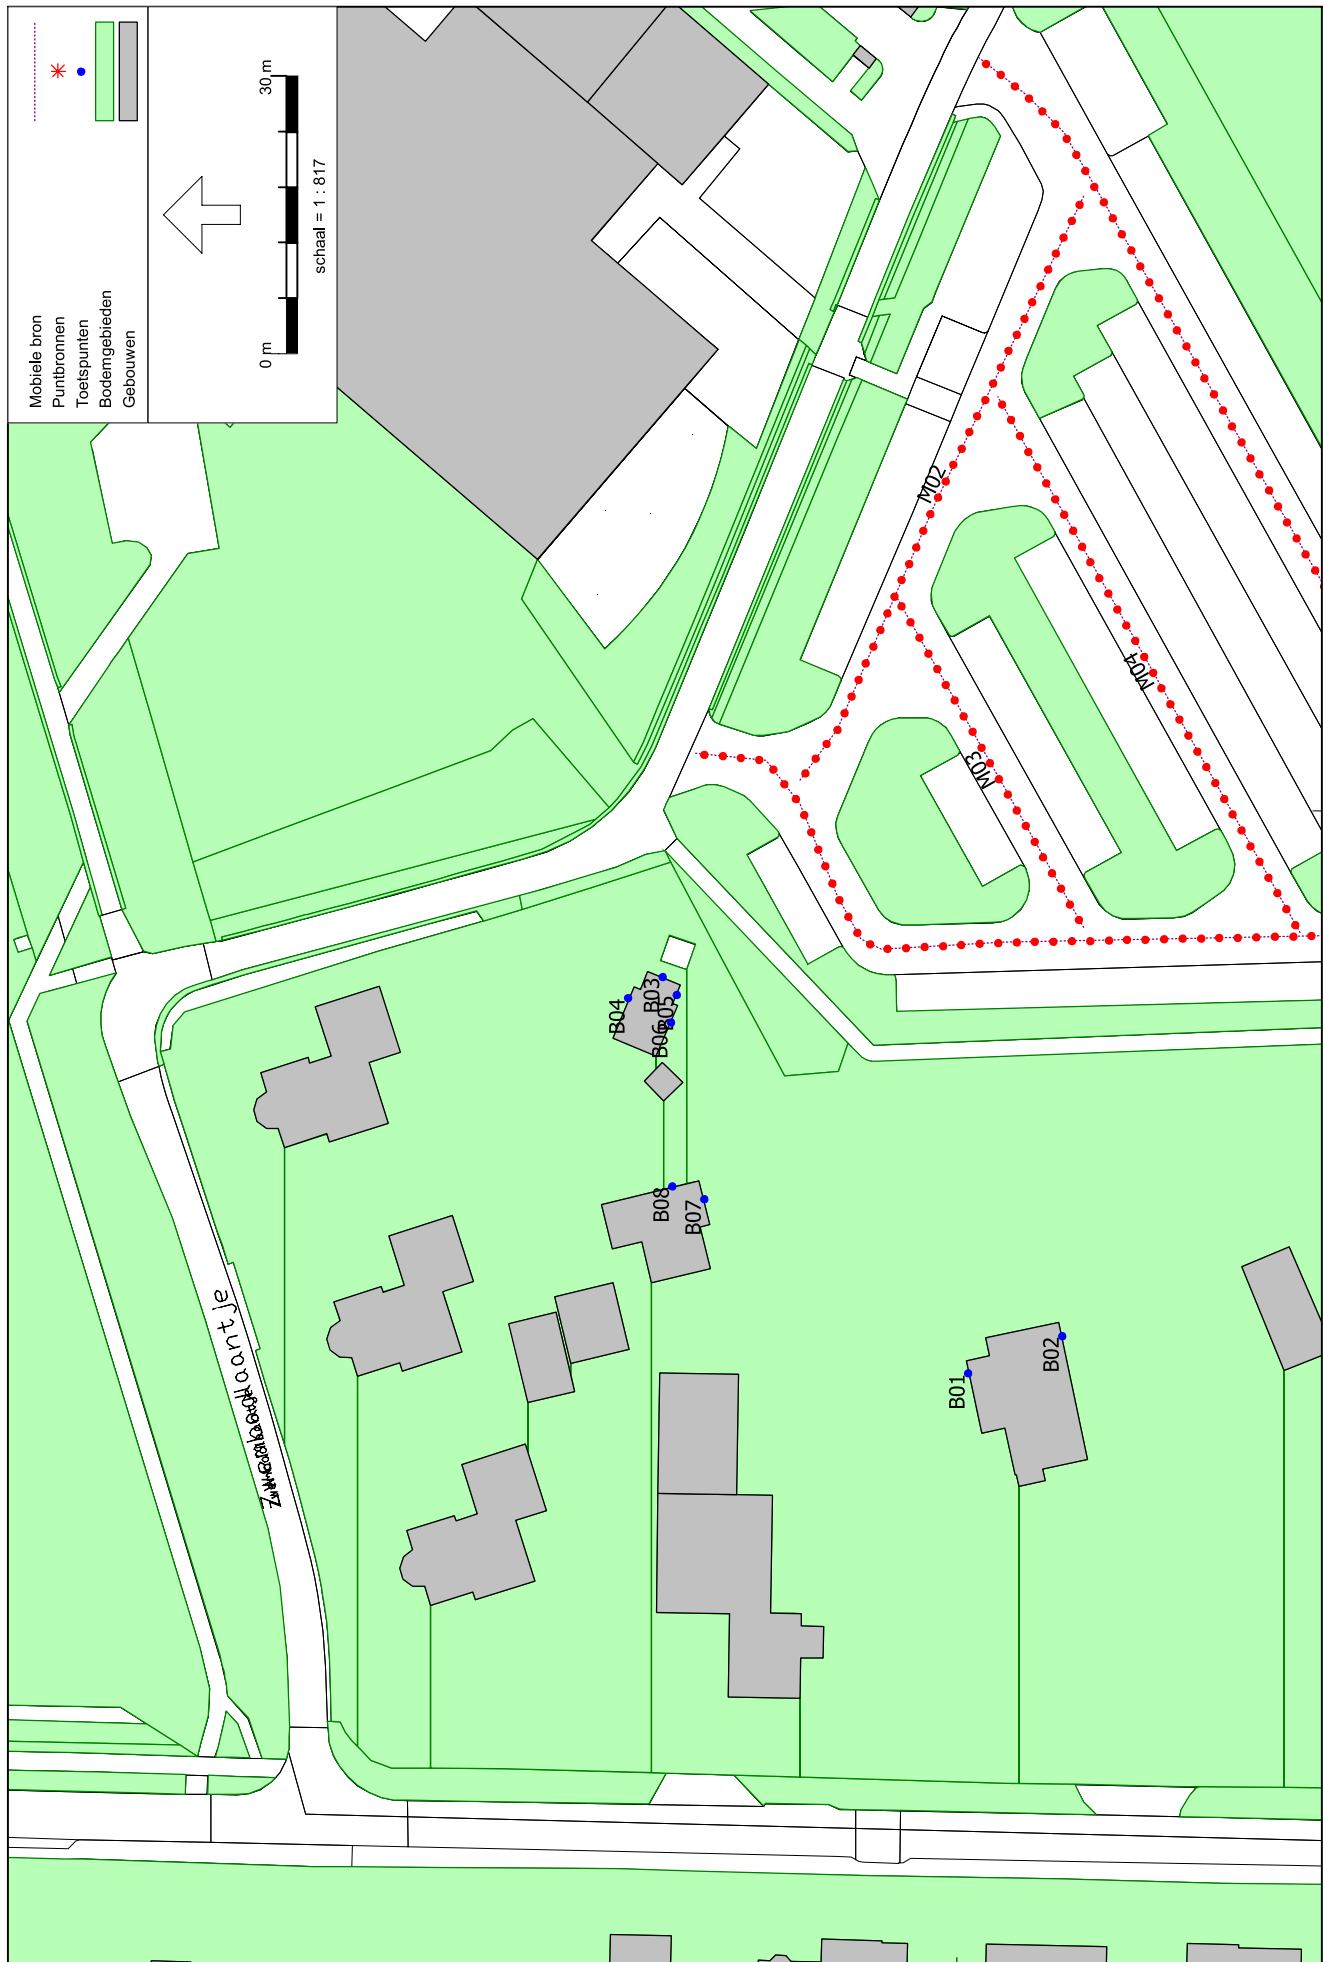 Mobiele bron
Puntbronnen
Toetspunten
Bodemgebieden
Gebouwen
0 m
30 m
schaal = 1 : 817
M02
M04
M03
B04
B03
B05
B06
B08
B07
B01
B02